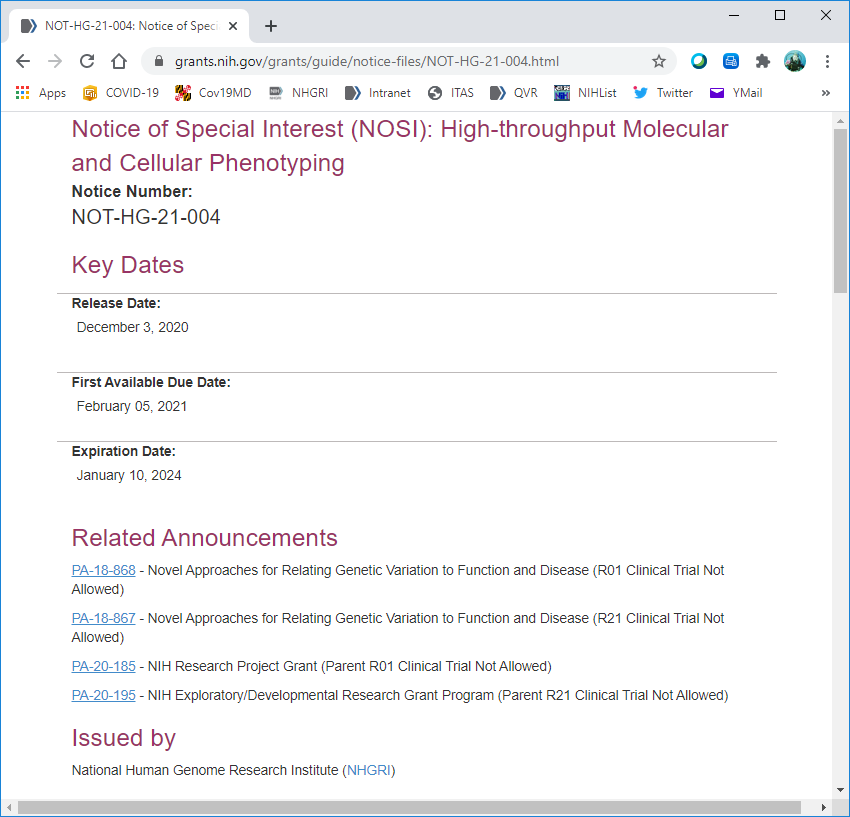 NOT-HG-21-004: Notice of Speci
grants.nih.gov/grants/guide/notice-files/NOT-HG-21-004.html
Apps COVID-19 Cov19MD NHGRI Intranet ITAS QVR NIHList Twitter YMail »
Notice of Special Interest (NOSI): High-throughput Molecular
and Cellular Phenotyping
Notice Number:
NOT-HG-21-004
Key Dates
Release Date:
December 3, 2020
First Available Due Date:
February 05, 2021
Expiration Date:
January 10, 2024
Related Announcements
PA-18-868 - Novel Approaches for Relating Genetic Variation to Function and Disease (R01 Clinical Trial Not
Allowed)
PA-18-867 - Novel Approaches for Relating Genetic Variation to Function and Disease (R21 Clinical Trial Not
Allowed)
PA-20-185 - NIH Research Project Grant (Parent R01 Clinical Trial Not Allowed)
PA-20-195 - NIH Exploratory/Developmental Research Grant Program (Parent R21 Clinical Trial Not Allowed)
Issued by
National Human Genome Research Institute (NHGRI)